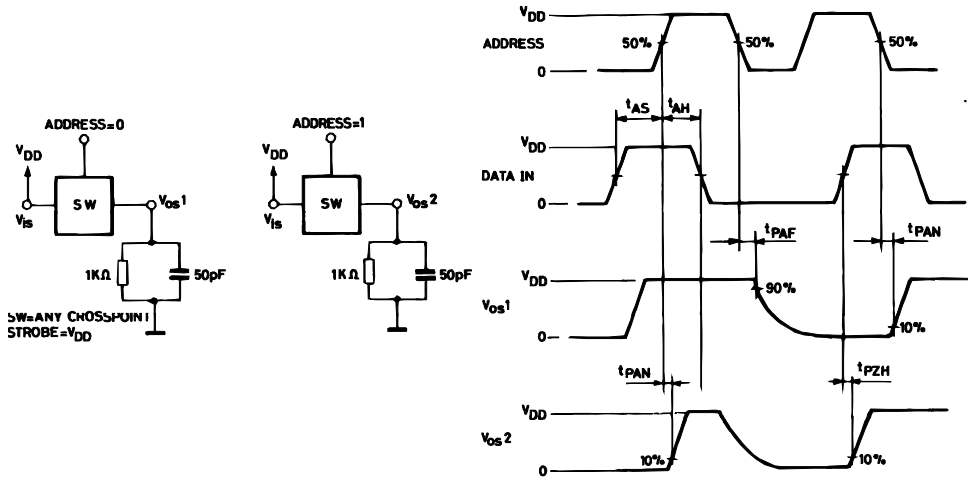 ADDRESS=0
VDD
SW
Vis
Vos1
1KΩ
50pF
SW=ANY CROSSPOINT
STROBE=VDD
ADDRESS=1
VDD
SW
Vis
Vos2
1KΩ
50pF
VDD
ADDRESS
0
50%
50%
50%
tAS
tAH
VDD
DATA IN
0
tPAF
tPAN
VDD
Vos1
0
90%
10%
tPAN
tPZH
VDD
Vos2
0
10%
10%